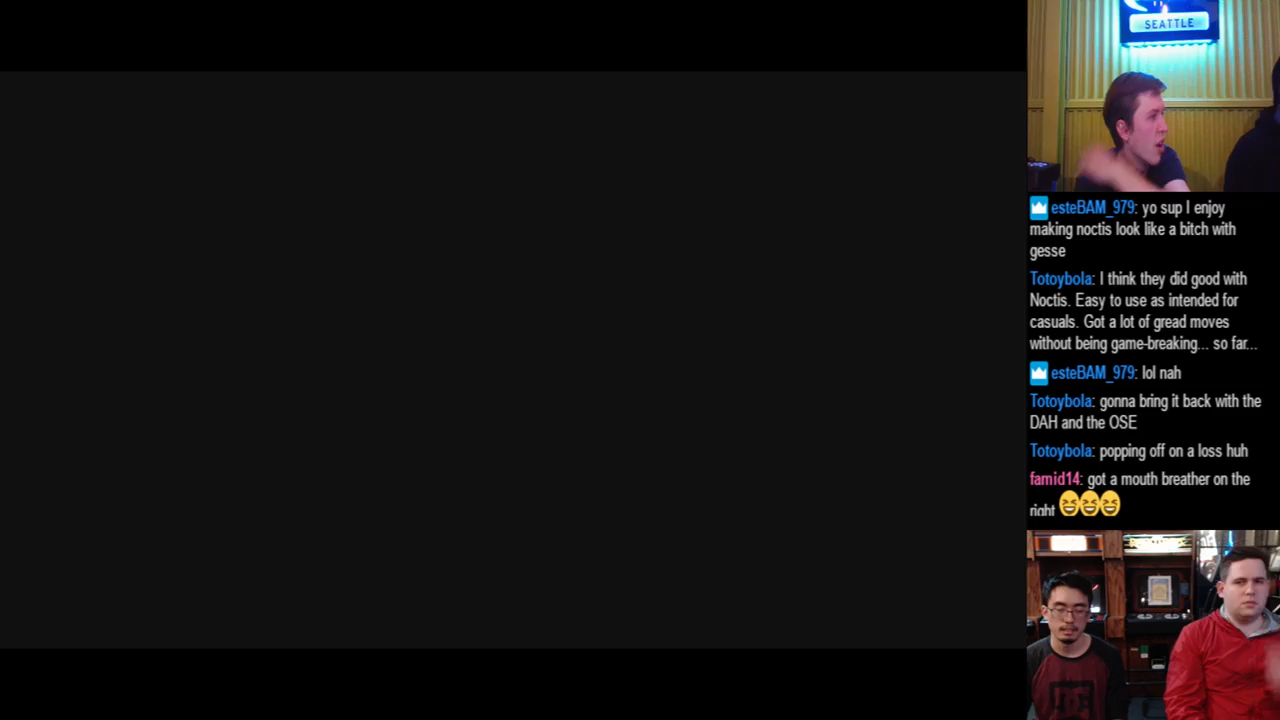 SEATTLE
esteBAM_979: yo sup I enjoy
making noctis look like a bitch with
gesse
Totoybola: I think they did good with
Noctis. Easy to use as intended for
casuals. Got a lot of gread moves
without being game-breaking... so far...
esteBAM_979: lol nah
Totoybola: gonna bring it back with the
DAH and the OSE
Totoybola: popping off on a loss huh
famid14: got a mouth breather on the
right 😆😆😆